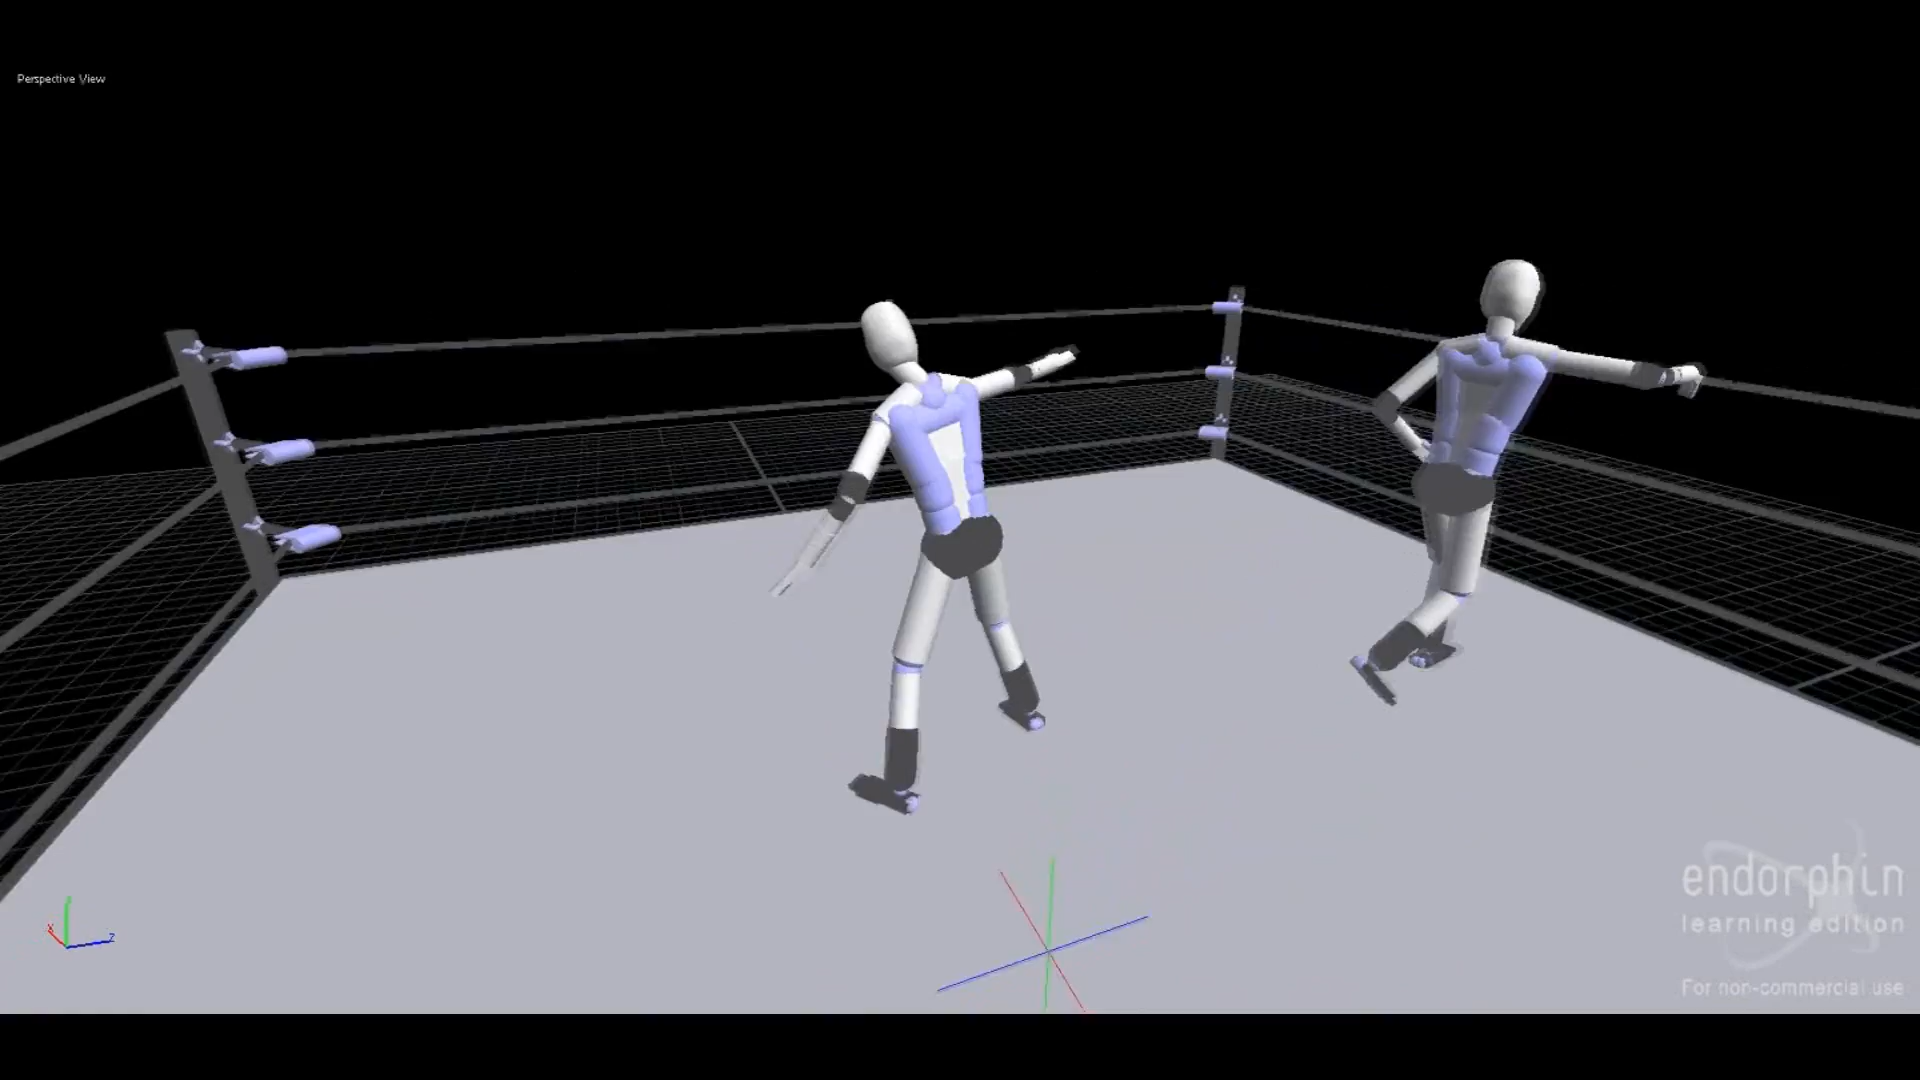 Perspective View
endorphin
learning edition
For non-commercial use
X
Z